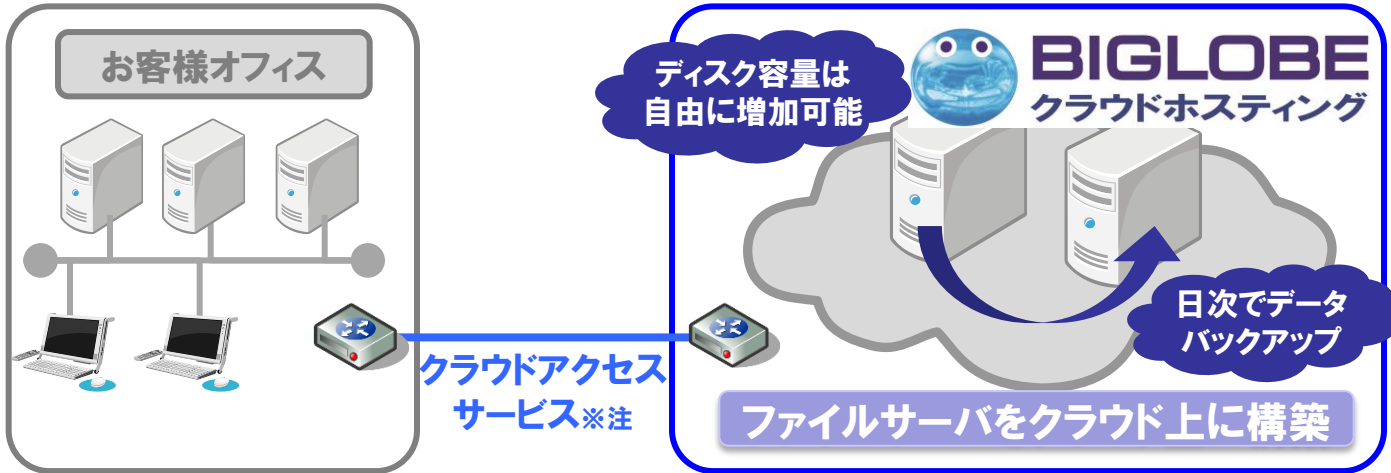 お客様オフィス
クラウドアクセス
サービス※注
ディスク容量は
自由に増加可能
BIGLOBE
クラウドホスティング
日次でデータ
バックアップ
ファイルサーバをクラウド上に構築